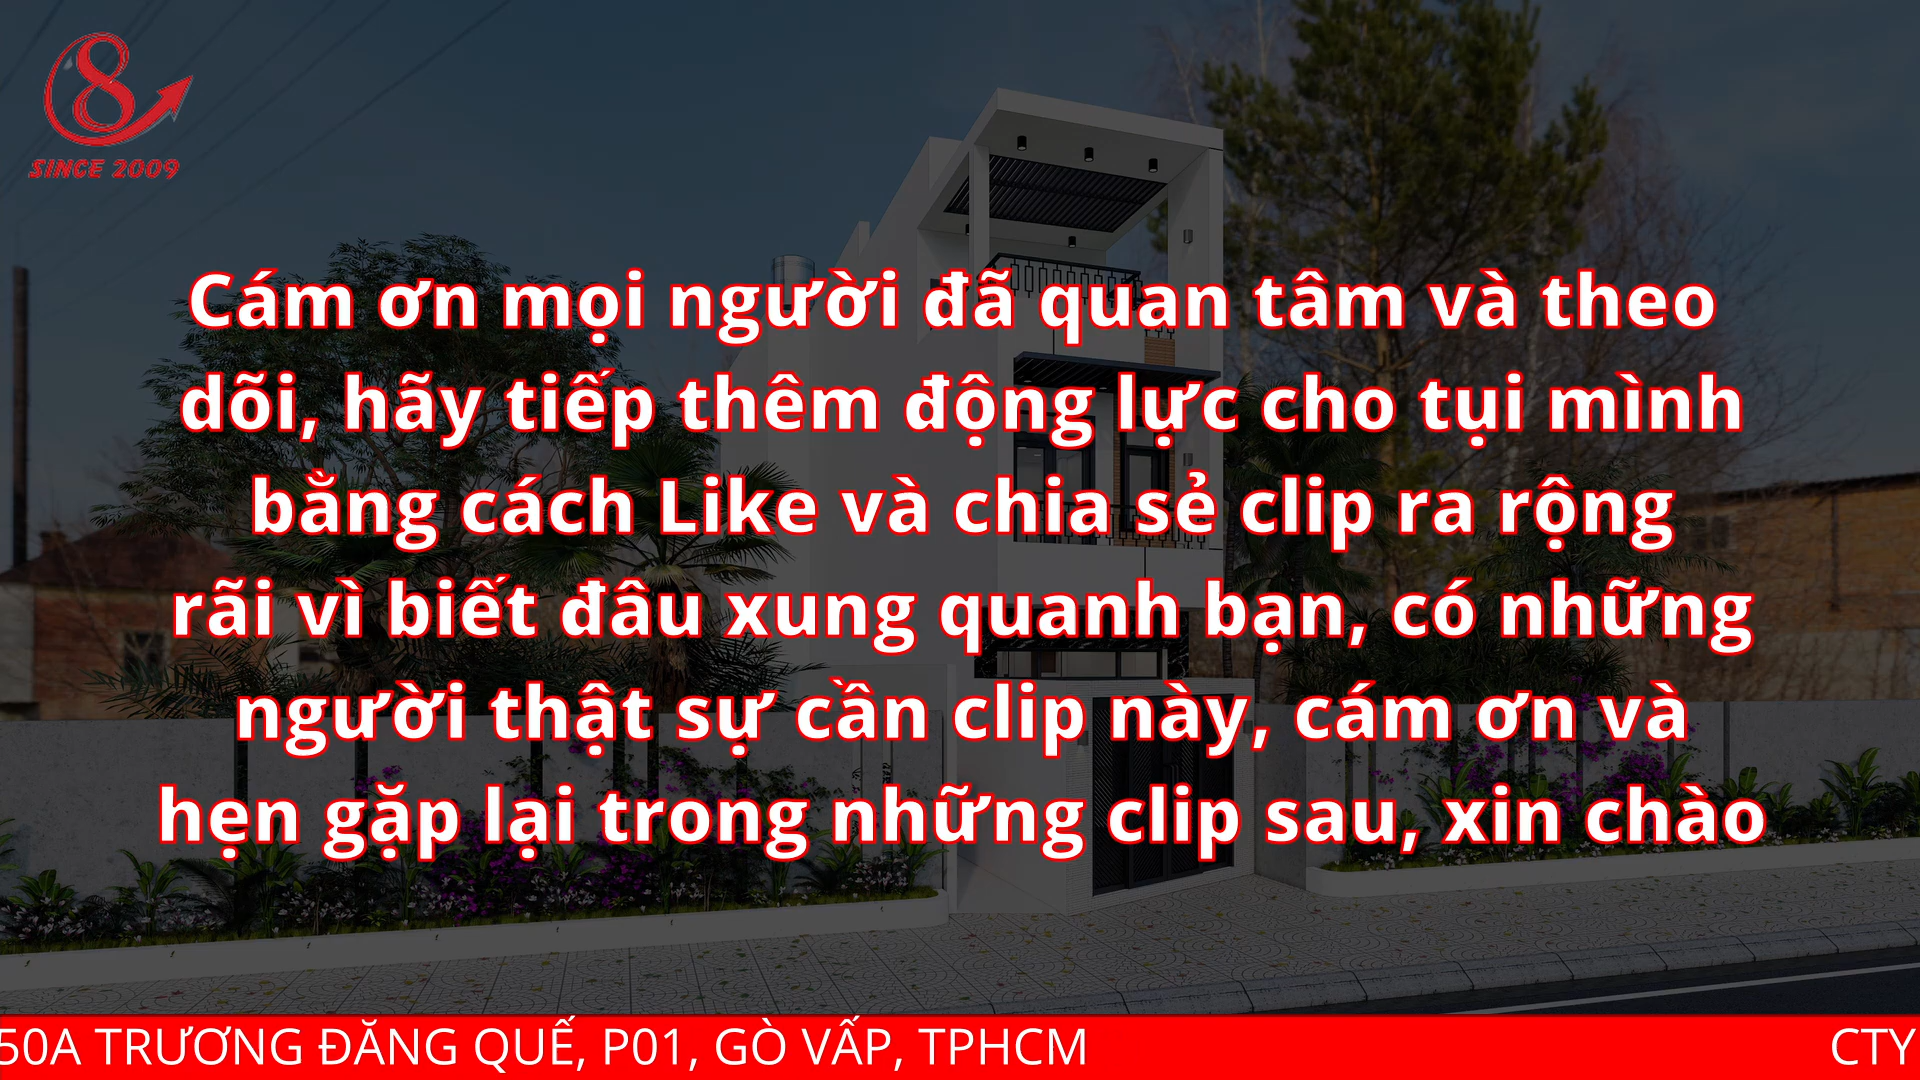 8
SINCE 2009
Cám ơn mọi người đã quan tâm và theo
dõi, hãy tiếp thêm động lực cho tụi mình
bằng cách Like và chia sẻ clip ra rộng
rãi vì biết đâu xung quanh bạn, có những
người thật sự cần clip này, cám ơn và
hẹn gặp lại trong những clip sau, xin chào
50A TRƯƠNG ĐĂNG QUẾ, P01, GÒ VẤP, TPHCM CTY